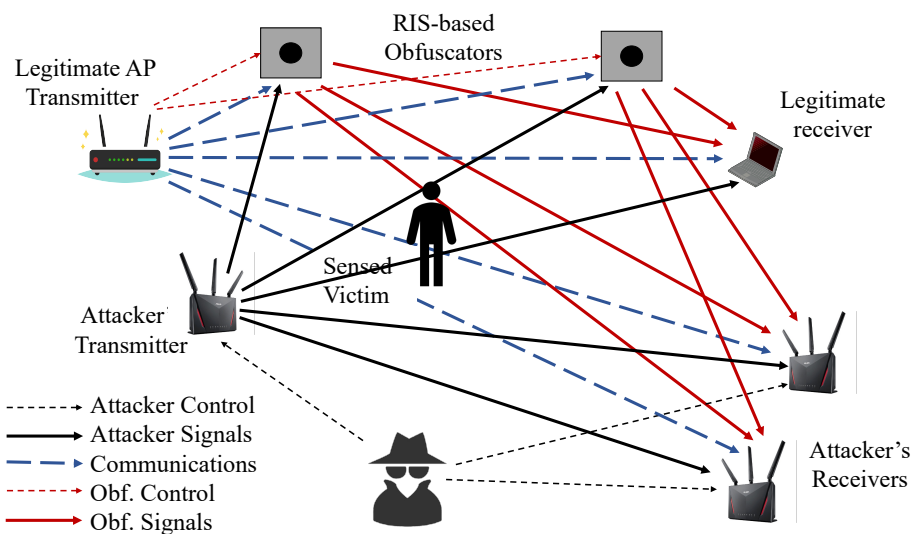 RIS-based
Obfuscators
Legitimate AP
Transmitter
Legitimate
receiver
Sensed
Victim
Attacker
Transmitter
Attacker Control
Attacker Signals
Communications
Obf. Control
Obf. Signals
Attacker's
Receivers